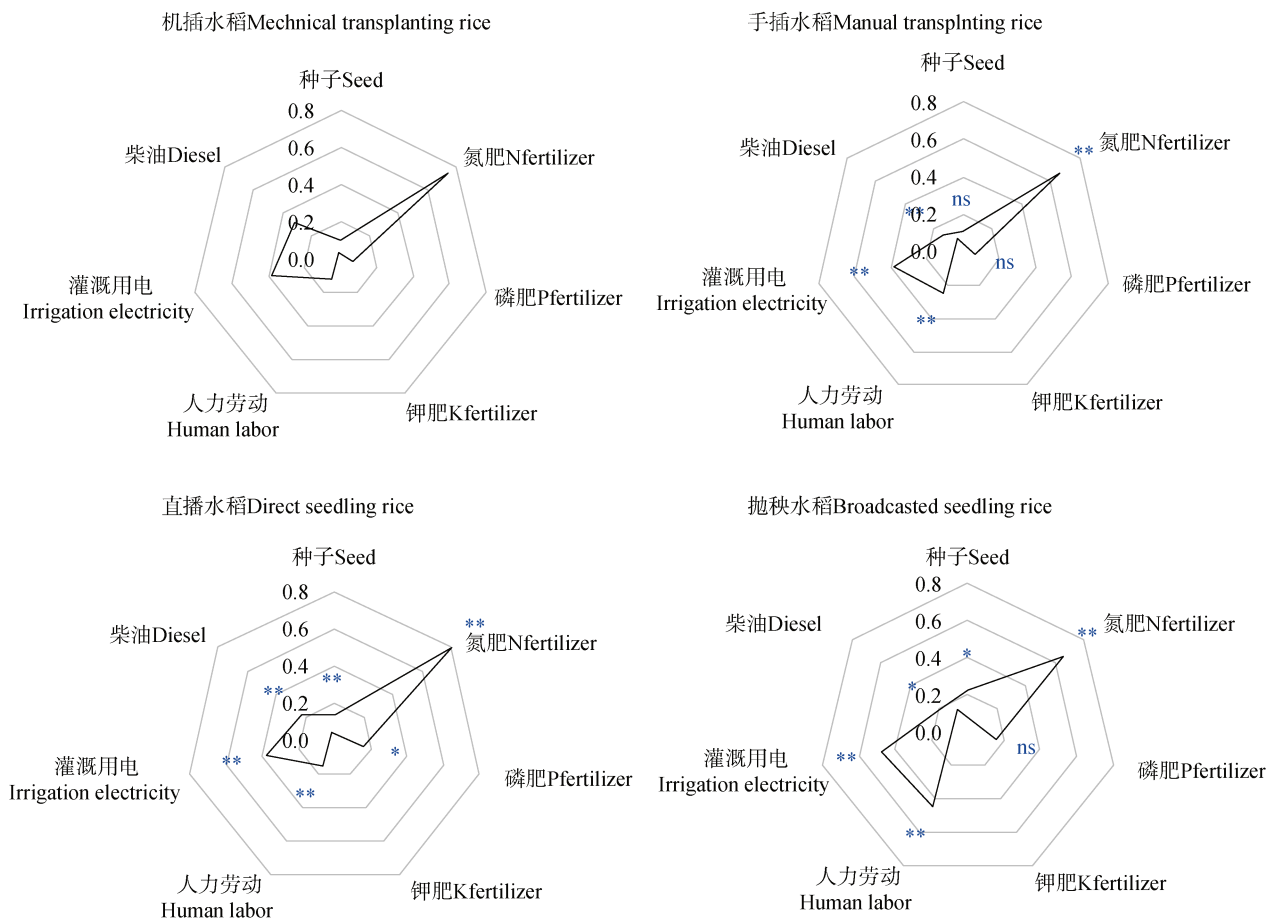 机插水稻Mechnical transplanting rice
种子Seed
0.8
0.6
0.4
0.2
0.0
柴油Diesel
氮肥Nfertilizer
灌溉用电
Irrigation electricity
磷肥Pfertilizer
人力劳动
Human labor
钾肥Kfertilizer
手插水稻Manual transplnting rice
种子Seed
0.8
0.6
0.4
0.2
0.0
柴油Diesel
**
氮肥Nfertilizer
ns
**
ns
灌溉用电
Irrigation electricity
**
磷肥Pfertilizer
**
人力劳动
Human labor
钾肥Kfertilizer
直播水稻Direct seedling rice
种子Seed
0.8
0.6
0.4
0.2
0.0
柴油Diesel
**
氮肥Nfertilizer
**
**
*
灌溉用电
Irrigation electricity
**
磷肥Pfertilizer
**
人力劳动
Human labor
钾肥Kfertilizer
抛秧水稻Broadcasted seedling rice
种子Seed
0.8
0.6
0.4
0.2
0.0
柴油Diesel
**
氮肥Nfertilizer
*
*
ns
灌溉用电
Irrigation electricity
**
磷肥Pfertilizer
**
人力劳动
Human labor
钾肥Kfertilizer